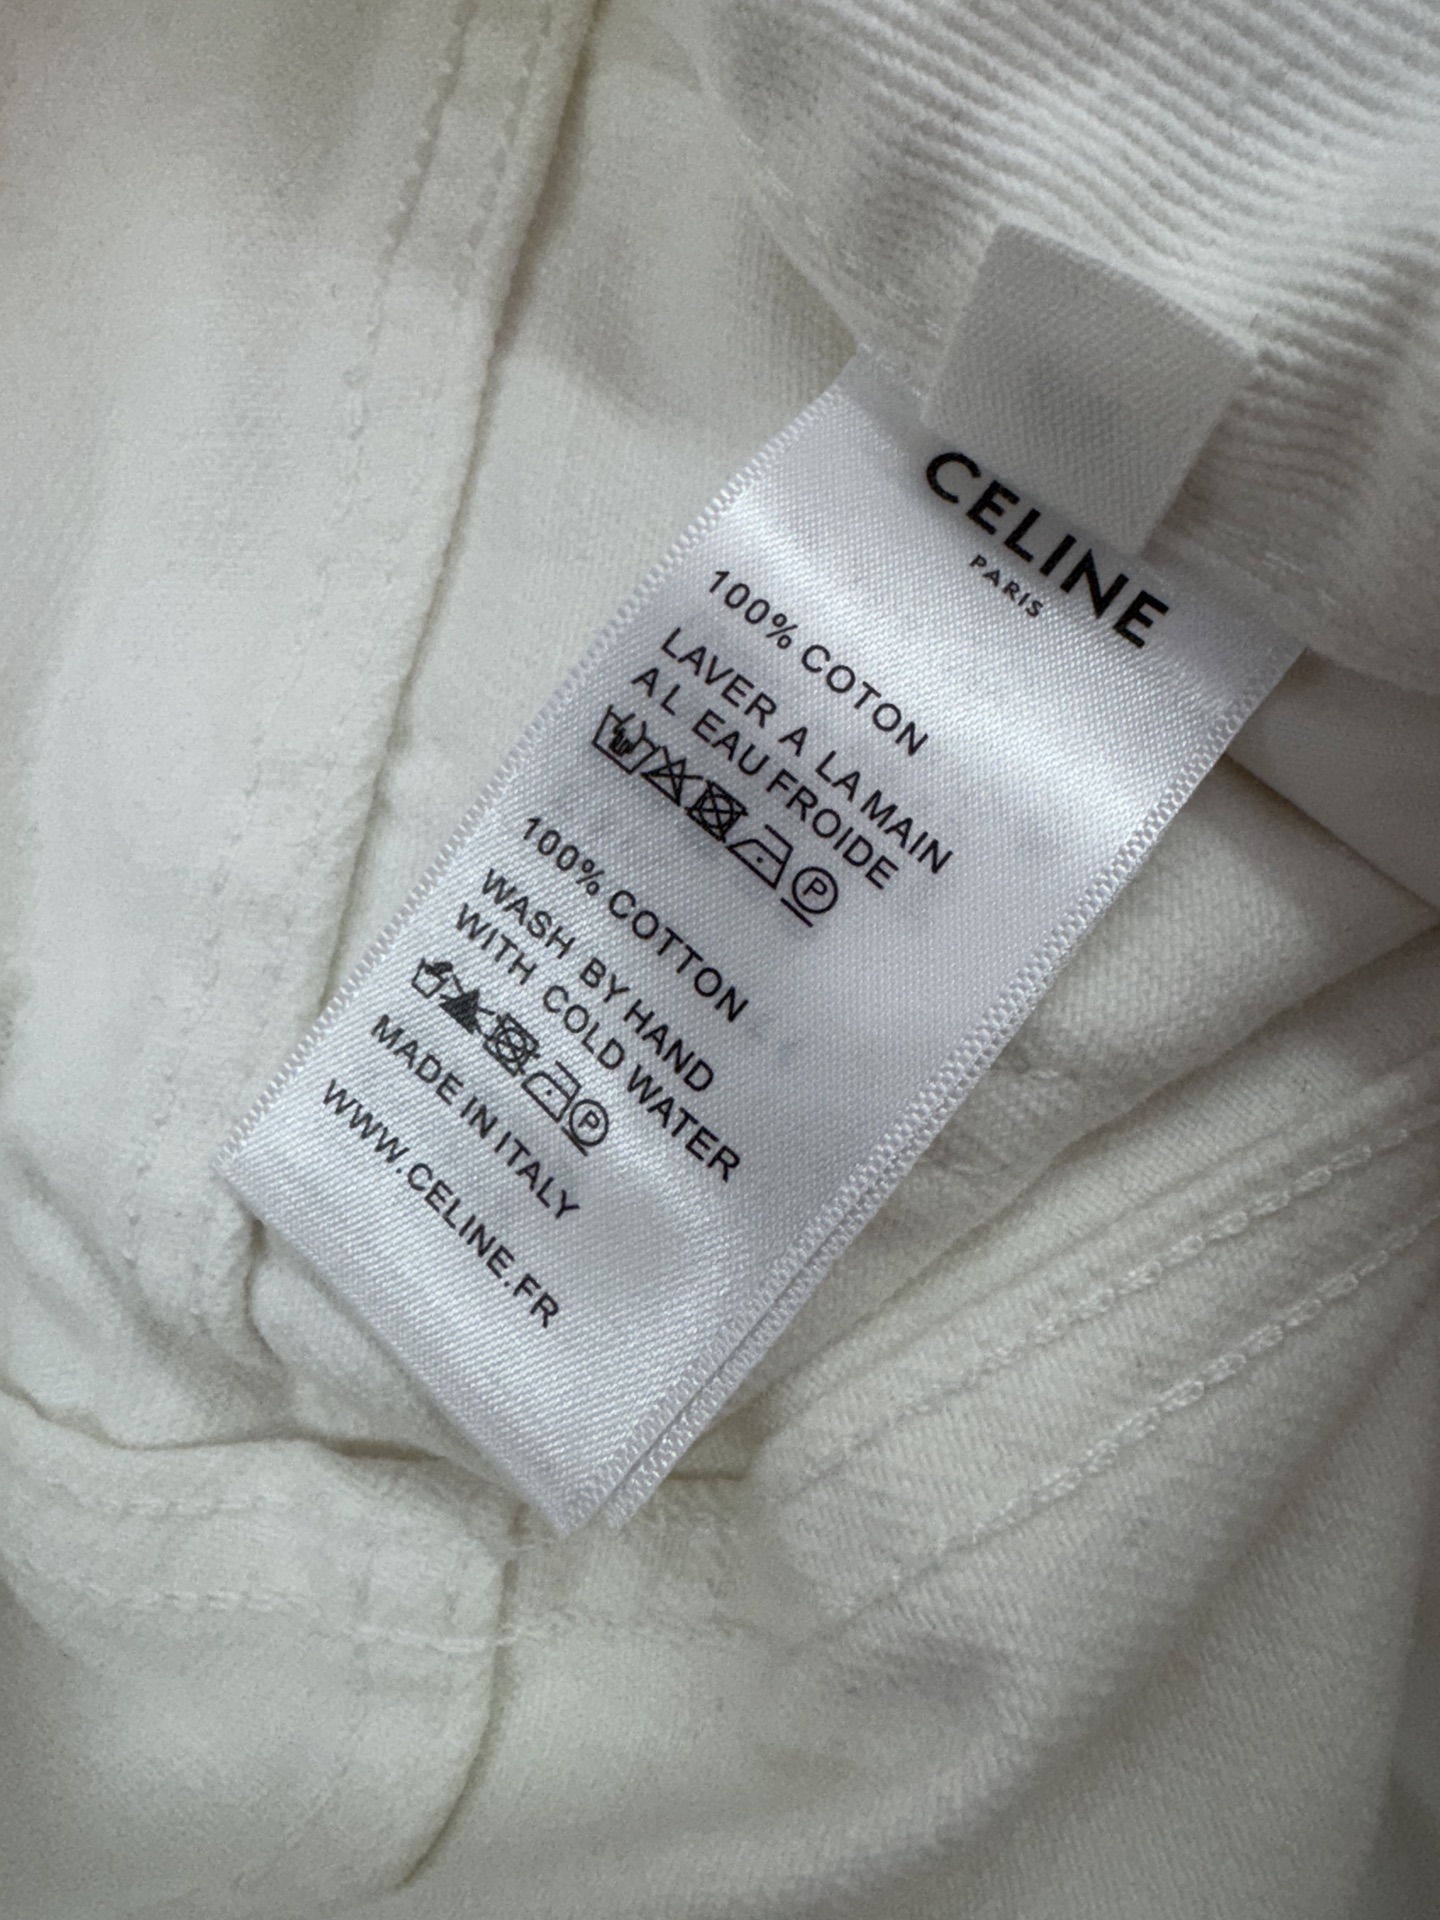 CELINE
PARIS
100% COTON
LAVER A LA MAIN
A L EAU FROIDE
P
100% COTTON
WASH BY HAND
WITH COLD WATER
P
MADE IN ITALY
WWW.CELINE.FR